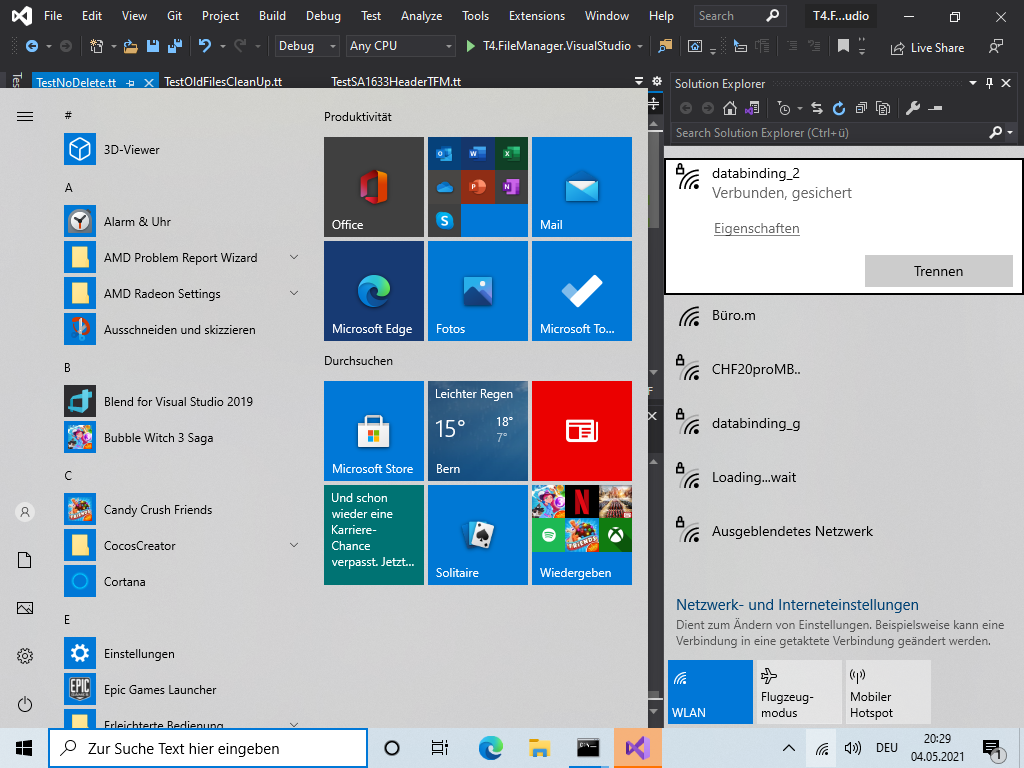 File Edit View Git Project Build Debug Test Analyze Tools Extensions Window Help Search T4.F...udio
Debug Any CPU T4.FileManager.VisualStudio Live Share
TestNoDelete.tt TestOldFilesCleanUp.tt TestSA1633HeaderTFM.tt
Solution Explorer
Search Solution Explorer (Ctrl+ü)
#
3D-Viewer
A
Alarm & Uhr
AMD Problem Report Wizard
AMD Radeon Settings
Ausschneiden und skizzieren
B
Blend for Visual Studio 2019
Bubble Witch 3 Saga
C
Candy Crush Friends
CocosCreator
Cortana
E
Einstellungen
Epic Games Launcher
Erleichterte Bedienung
Produktivität
Office
Mail
Microsoft Edge
Fotos
Microsoft To...
Durchsuchen
Microsoft Store
Leichter Regen
15° 18°
7°
Bern
Und schon
wieder eine
Karriere-
Chance
verpasst. Jetzt...
Solitaire
Wiedergeben
databinding_2
Verbunden, gesichert
Eigenschaften
Trennen
Büro.m
CHF20proMB..
databinding_g
Loading...wait
Ausgeblendetes Netzwerk
Netzwerk- und Interneteinstellungen
Dient zum Ändern von Einstellungen. Beispielsweise kann eine
Verbindung in eine getaktete Verbindung geändert werden.
WLAN
Flugzeug-
modus
Mobiler
Hotspot
Zur Suche Text hier eingeben
DEU
20:29
04.05.2021
1